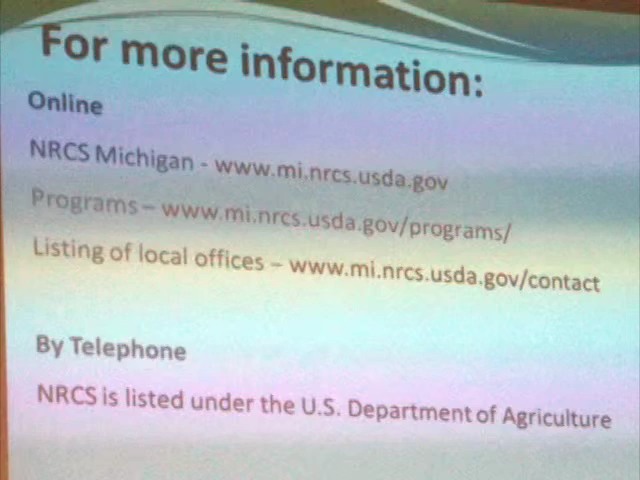 For more information:
Online
NRCS Michigan - www.mi.nrcs.usda.gov
Programs – www.mi.nrcs.usda.gov/programs/
Listing of local offices – www.mi.nrcs.usda.gov/contact
By Telephone
NRCS is listed under the U.S. Department of Agriculture